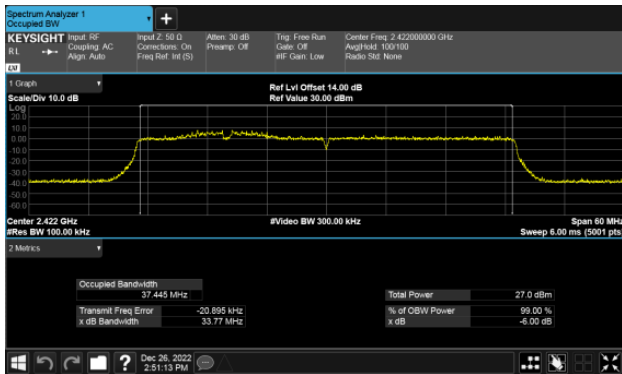 Spectrum Analyzer 1
Occupied BW
KEYSIGHT Input: RF Input Z: 50 Ω Atten: 30 dB Trig: Free Run Center Freq: 2.422000000 GHz
RL Coupling: AC Corrections: On Preamp: Off Gate: Off Avg|Hold: 100/100
Align: Auto Freq Ref: Int (S) #IF Gain: Low Radio Std: None
LXI
1 Graph Ref Lvl Offset 14.00 dB
Scale/Div 10.0 dB Ref Value 30.00 dBm
Log
20.0
10.0
0.00
-10.0
-20.0
-30.0
-40.0
-50.0
-60.0
Center 2.422 GHz #Video BW 300.00 kHz Span 60 MHz
#Res BW 100.00 kHz Sweep 6.00 ms (5001 pts)
2 Metrics
Occupied Bandwidth
37.445 MHz Total Power 27.0 dBm
Transmit Freq Error -20.895 kHz % of OBW Power 99.00 %
x dB Bandwidth 33.77 MHz x dB -6.00 dB
? Dec 26, 2022
2:51:13 PM